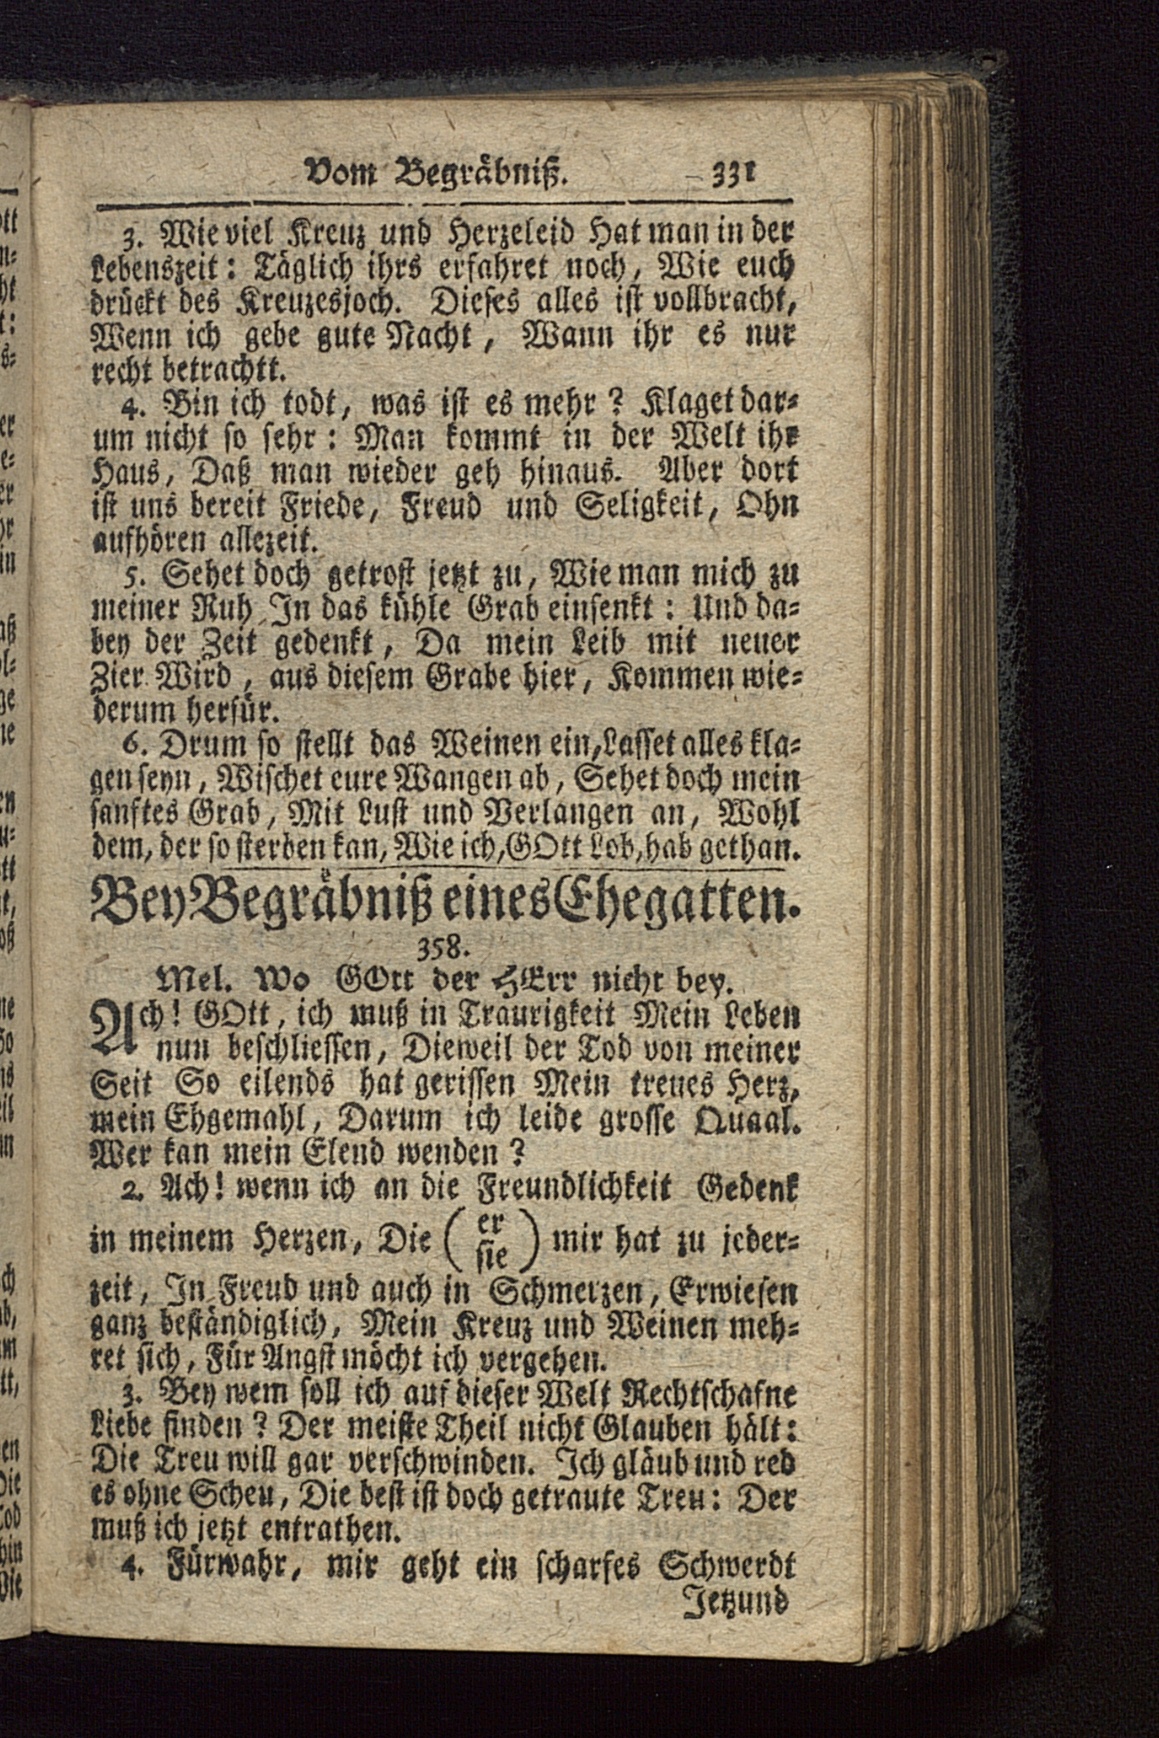 Vom Begräbniß. 331
3. Wie viel Kreuz und Herzeleid Hat man in der
Lebenszeit: Täglich ihrs erfahret noch, Wie euch
drückt des Kreuzesjoch. Dieses alles ist vollbracht,
Wenn ich gebe gute Nacht, Wann ihr es nur
recht betrachtt.
4. Bin ich todt, was ist es mehr? Klaget dar-
um nicht so sehr: Man kommt in der Welt ihr
Haus, Daß man wieder geh hinaus. Aber dort
ist uns bereit Friede, Freud und Seligkeit, Ohn
aufhören allezeit.
5. Sehet doch getrost jetzt zu, Wie man mich zu
meiner Ruh In das kühle Grab einsenkt: Und da-
bey der Zeit gedenkt, Da mein Leib mit neuer
Zier Wird, aus diesem Grabe hier, Kommen wie-
derum herfür.
6. Drum so stellt das Weinen ein, Lasset alles kla-
gen seyn, Wischet eure Wangen ab, Sehet doch mein
sanftes Grab, Mit Lust und Verlangen an, Wohl
dem, der so sterben kan, Wie ich, GOtt Lob, hab gethan.
Bey Begräbniß eines Ehegatten.
358.
Mel. Wo GOtt der HErr nicht bey.
Ach! GOtt, ich muß in Traurigkeit Mein Leben
nun beschliessen, Dieweil der Tod von meiner
Seit So eilends hat gerissen Mein treues Herz,
mein Ehgemahl, Darum ich leide grosse Quaal.
Wer kan mein Elend wenden?
2. Ach! wenn ich an die Freundlichkeit Gedenk
in meinem Herzen, Die (er sie) mir hat zu jeder-
zeit, In Freud und auch in Schmerzen, Erwiesen
ganz beständiglich, Mein Kreuz und Weinen meh-
ret sich, Für Angst möcht ich vergehen.
3. Bey wem soll ich auf dieser Welt Rechtschafne
Liebe finden? Der meiste Theil nicht Glauben hält:
Die Treu will gar verschwinden. Ich gläub und red
es ohne Scheu, Die best ist doch getraute Treu: Der
muß ich jetzt entrathen.
4. Fürwahr, mir geht ein scharfes Schwerdt
Jetzund